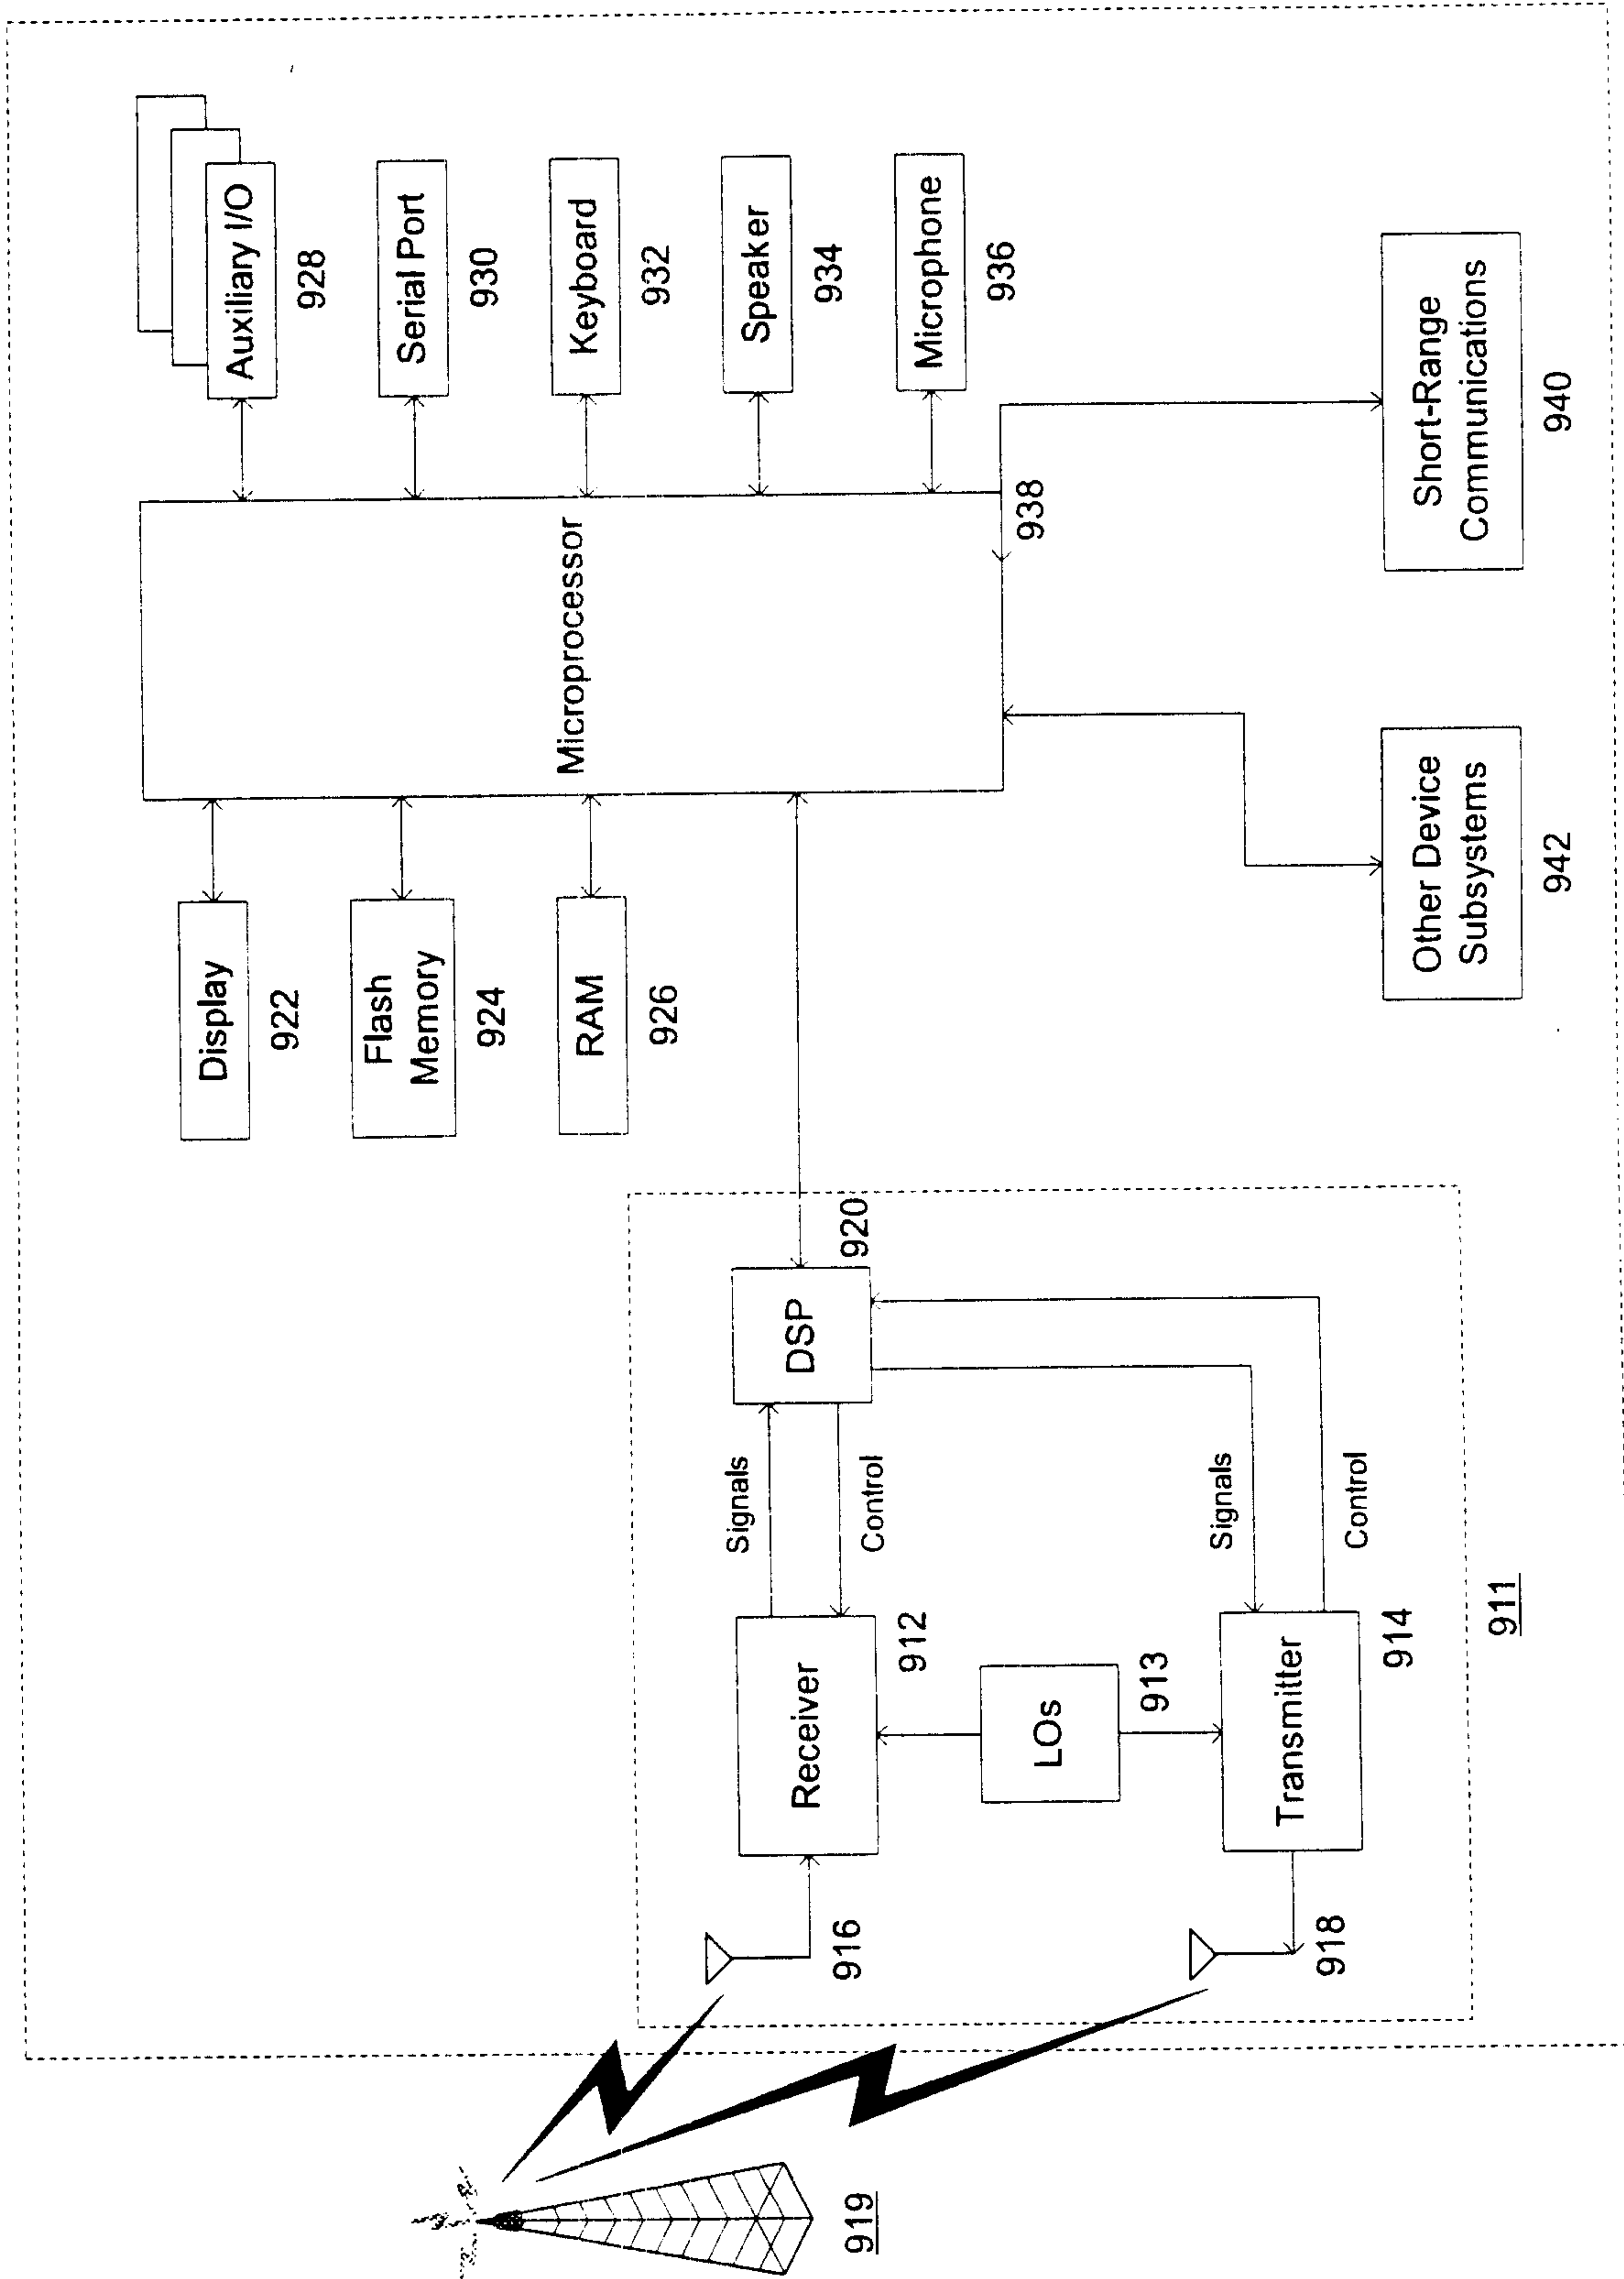 Auxiliary I/O
928
Serial Port
930
Keyboard
932
Speaker
934
Microphone
936
Microprocessor
938
Display
922
Flash
Memory
924
RAM
926
Short-Range
Communications
940
Other Device
Subsystems
942
DSP
920
Signals
Control
Receiver
912
LOs
913
Signals
Control
Transmitter
914
916
918
911
919